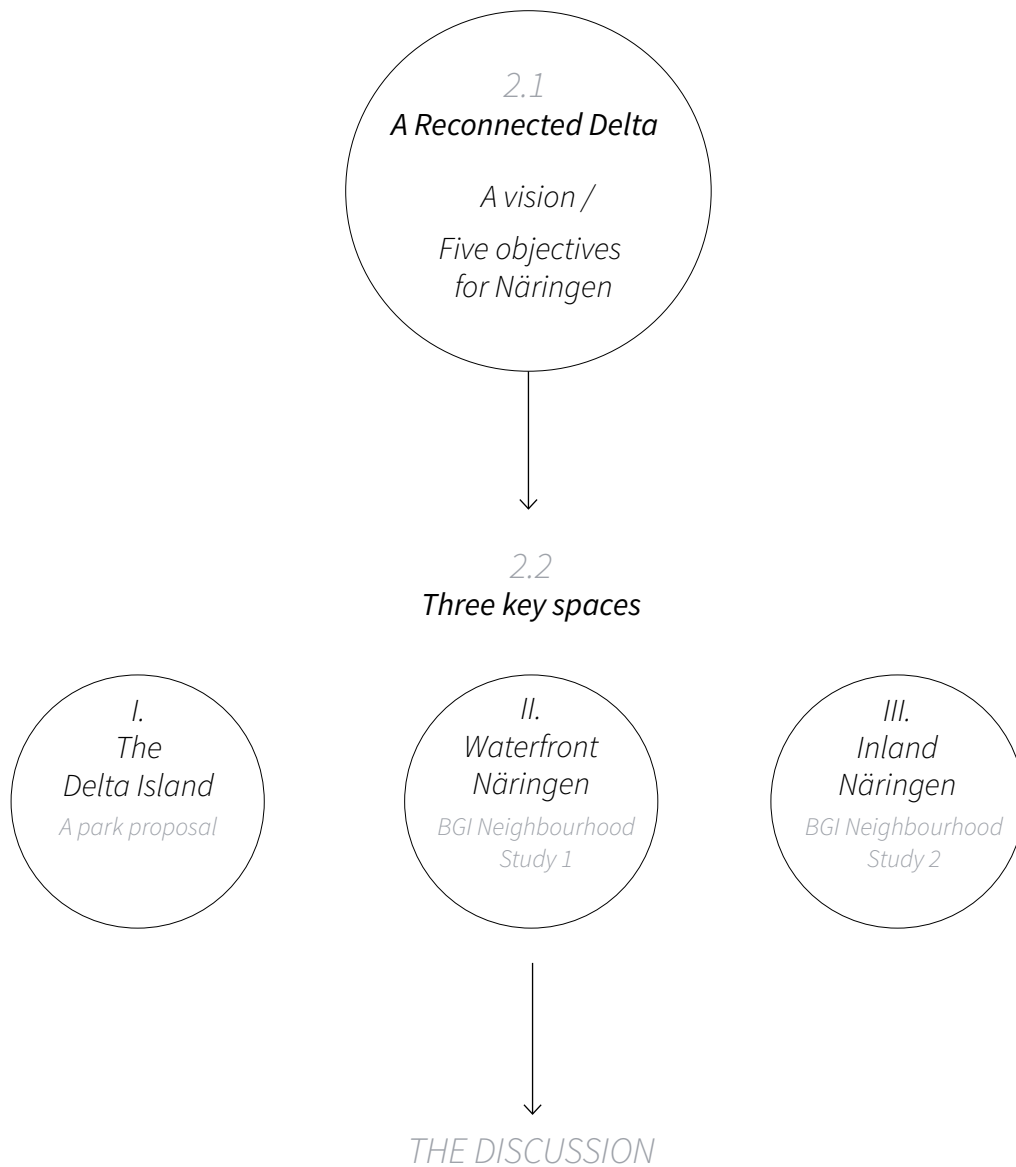 2.1
A Reconnected Delta
A vision /
Five objectives
for Näringen
2.2
Three key spaces
I.
The
Delta Island
A park proposal
II.
Waterfront
Näringen
BGI Neighbourhood
Study 1
III.
Inland
Näringen
BGI Neighbourhood
Study 2
THE DISCUSSION